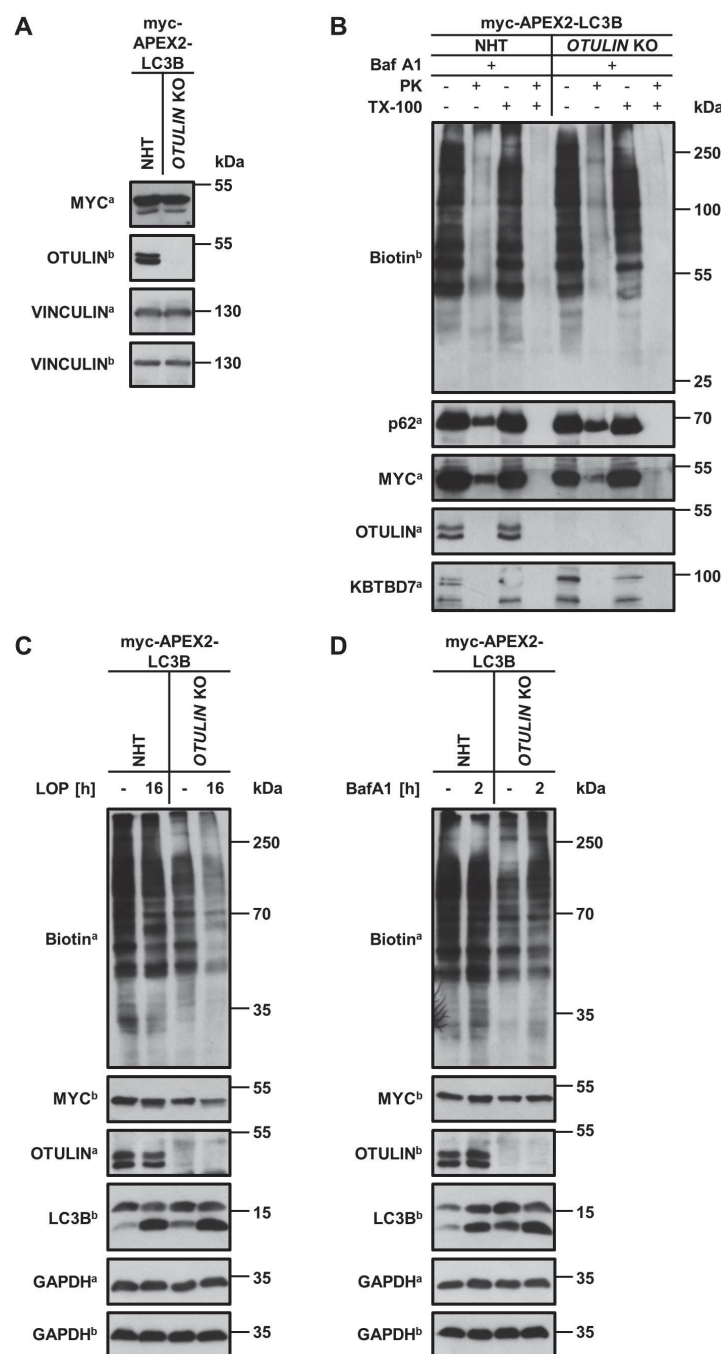 A
myc-
APEX2-
LC3B
NHT
OTULIN KO
kDa
MYCᵃ
55
OTULINᵇ
55
VINCULINᵃ
130
VINCULINᵇ
130
B
myc-APEX2-LC3B
NHT OTULIN KO
Baf A1 + +
PK - + - + - + - +
TX-100 - - + + - - + + kDa
250
100
Biotinᵇ
55
25
p62ᵃ
70
MYCᵃ
55
OTULINᵃ
55
KBTBD7ᵃ
100
C
myc-APEX2-
LC3B
NHT
OTULIN KO
LOP [h] - 16 - 16 kDa
250
70
Biotinᵃ
35
MYCᵇ
55
OTULINᵃ
55
LC3Bᵇ
15
GAPDHᵃ
35
GAPDHᵇ
35
D
myc-APEX2-
LC3B
NHT
OTULIN KO
BafA1 [h] - 2 - 2 kDa
250
70
Biotinᵃ
35
MYCᵇ
55
OTULINᵇ
55
LC3Bᵇ
15
GAPDHᵃ
35
GAPDHᵇ
35